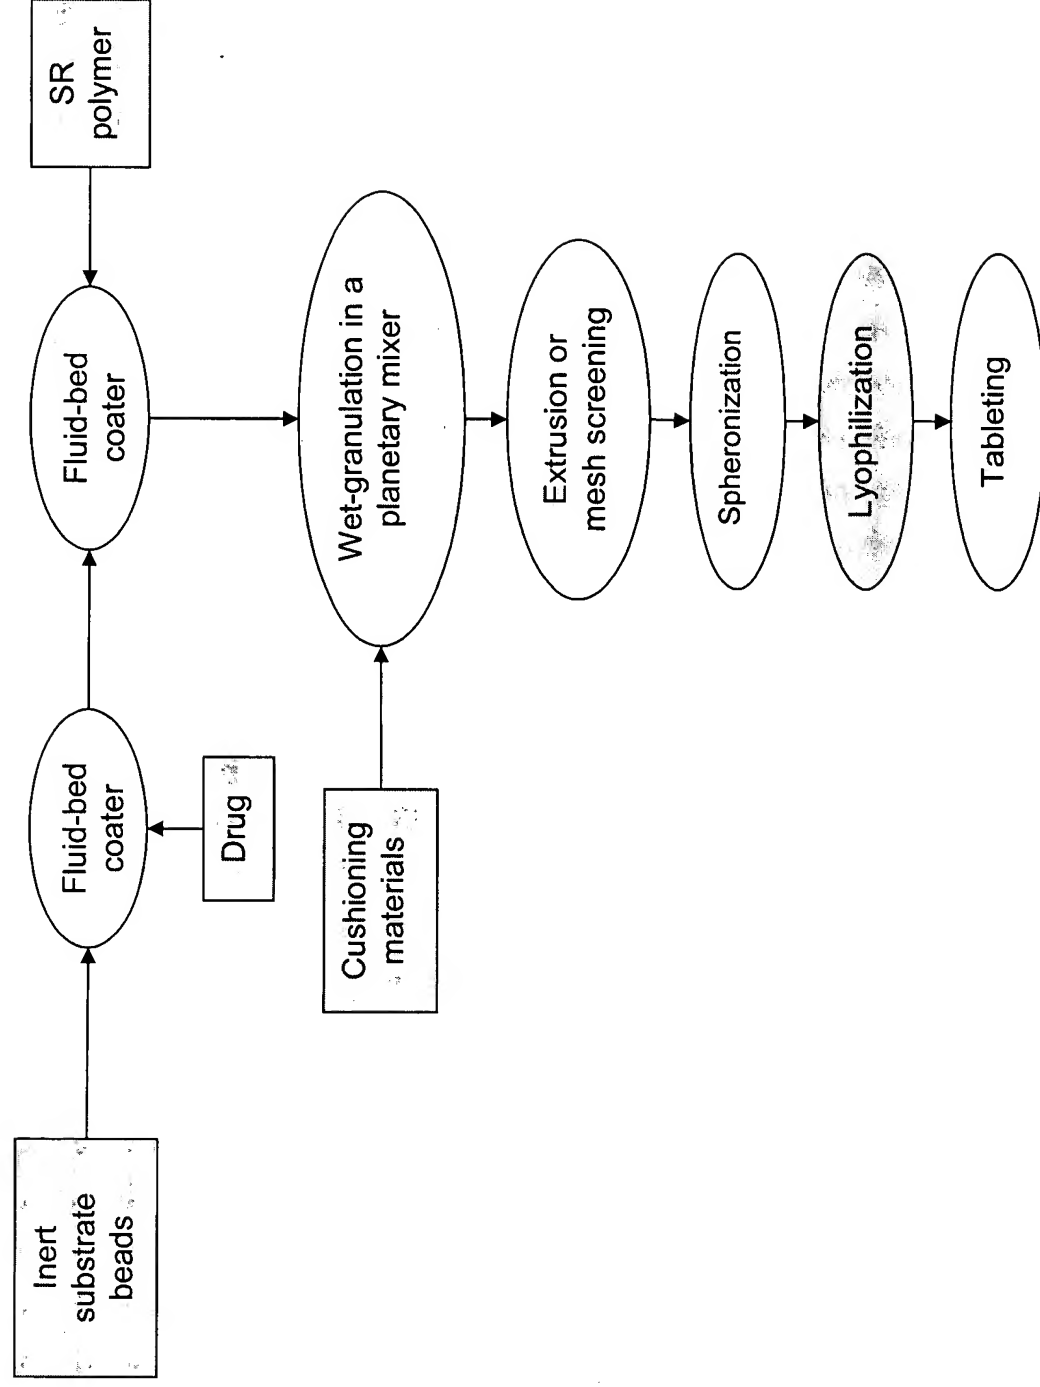 Inert
substrate
beads
Fluid-bed
coater
Drug
Fluid-bed
coater
SR
polymer
Cushioning
materials
Wet-granulation in a
planetary mixer
Extrusion or
mesh screening
Spheronization
Lyophilization
Tableting